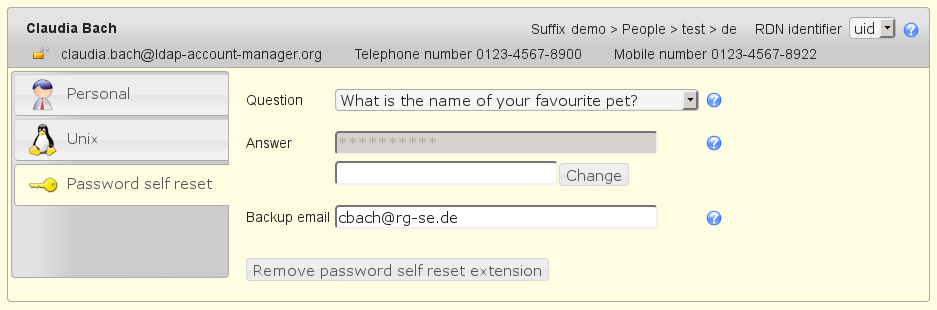 Claudia Bach Suffix demo > People > test > de RDN identifier uid
claudia.bach@ldap-account-manager.org Telephone number 0123-4567-8900 Mobile number 0123-4567-8922
Personal
Unix
Password self reset
Question What is the name of your favourite pet?
Answer **********
Change
Backup email cbach@rg-se.de
Remove password self reset extension